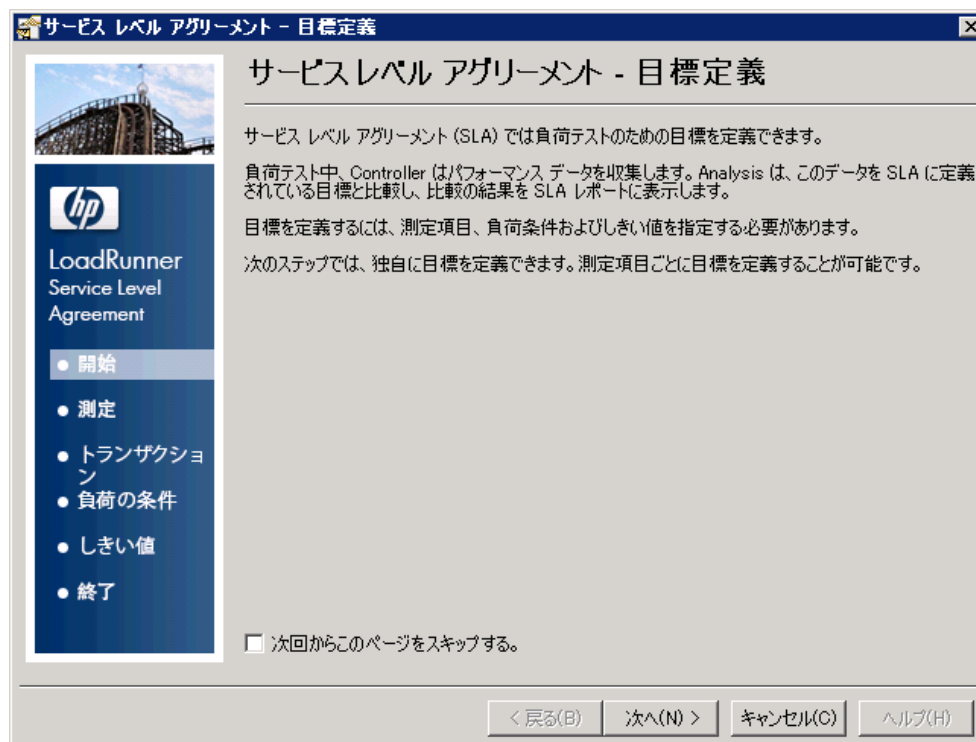 サービス レベル アグリーメント - 目標定義
サービス レベル アグリーメント - 目標定義
サービス レベル アグリーメント (SLA) では負荷テストのための目標を定義できます。
負荷テスト中、Controller はパフォーマンス データを収集します。Analysis は、このデータを SLA に定義
されている目標と比較し、比較の結果を SLA レポートに表示します。
目標を定義するには、測定項目、負荷条件およびしきい値を指定する必要があります。
次のステップでは、独自に目標を定義できます。測定項目ごとに目標を定義することが可能です。
hp
LoadRunner
Service Level
Agreement
開始
測定
トランザクショ
ン
負荷の条件
しきい値
終了
次回からこのページをスキップする。
< 戻る(B)
次へ(N) >
キャンセル(C)
ヘルプ(H)